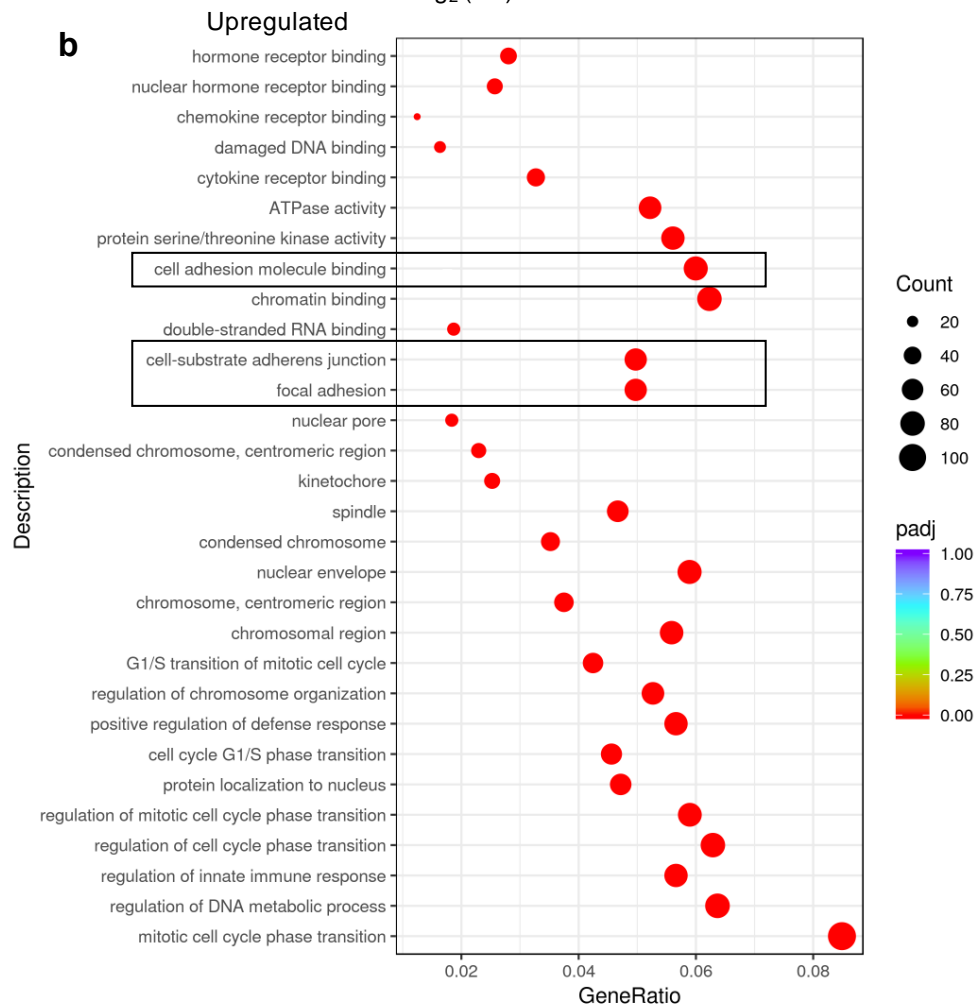 Upregulated
b
hormone receptor binding
nuclear hormone receptor binding
chemokine receptor binding
damaged DNA binding
cytokine receptor binding
ATPase activity
protein serine/threonine kinase activity
cell adhesion molecule binding
chromatin binding
double-stranded RNA binding
cell-substrate adherens junction
focal adhesion
nuclear pore
condensed chromosome, centromeric region
kinetochore
spindle
condensed chromosome
nuclear envelope
chromosome, centromeric region
chromosomal region
G1/S transition of mitotic cell cycle
regulation of chromosome organization
positive regulation of defense response
cell cycle G1/S phase transition
protein localization to nucleus
regulation of mitotic cell cycle phase transition
regulation of cell cycle phase transition
regulation of innate immune response
regulation of DNA metabolic process
mitotic cell cycle phase transition
Description
0.02 0.04 0.06 0.08
GeneRatio
Count
20
40
60
80
100
padj
1.00
0.75
0.50
0.25
0.00